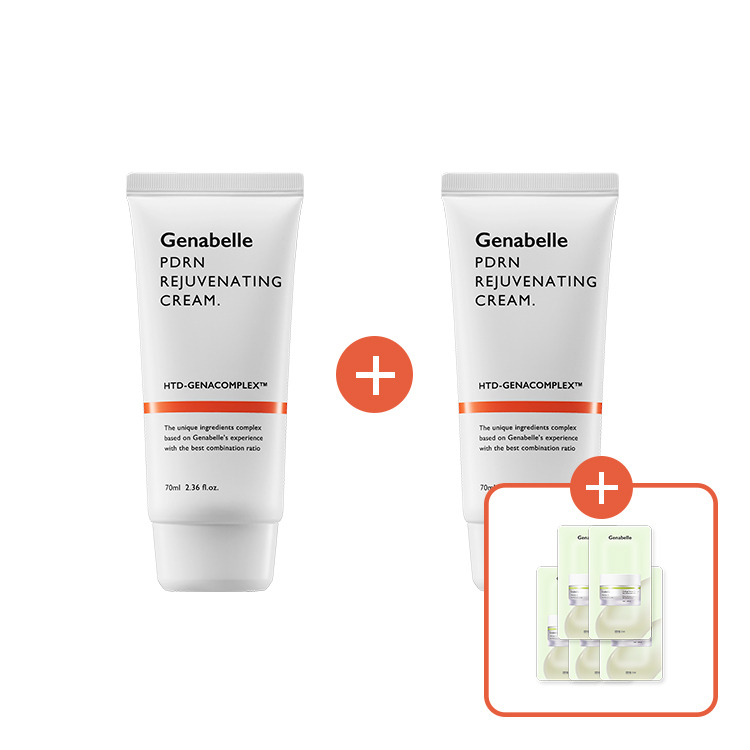 Genabelle
PDRN
REJUVENATING
CREAM.
HTD-GENACOMPLEX™
The unique ingredients complex
based on Genabelle's experience
with the best combination ratio
70ml 2.36 fl.oz.
Genabelle
PDRN
REJUVENATING
CREAM.
HTD-GENACOMPLEX™
The unique ingredients complex
based on Genabelle's experience
with the best combination ratio
70m
Gena
Genabelle